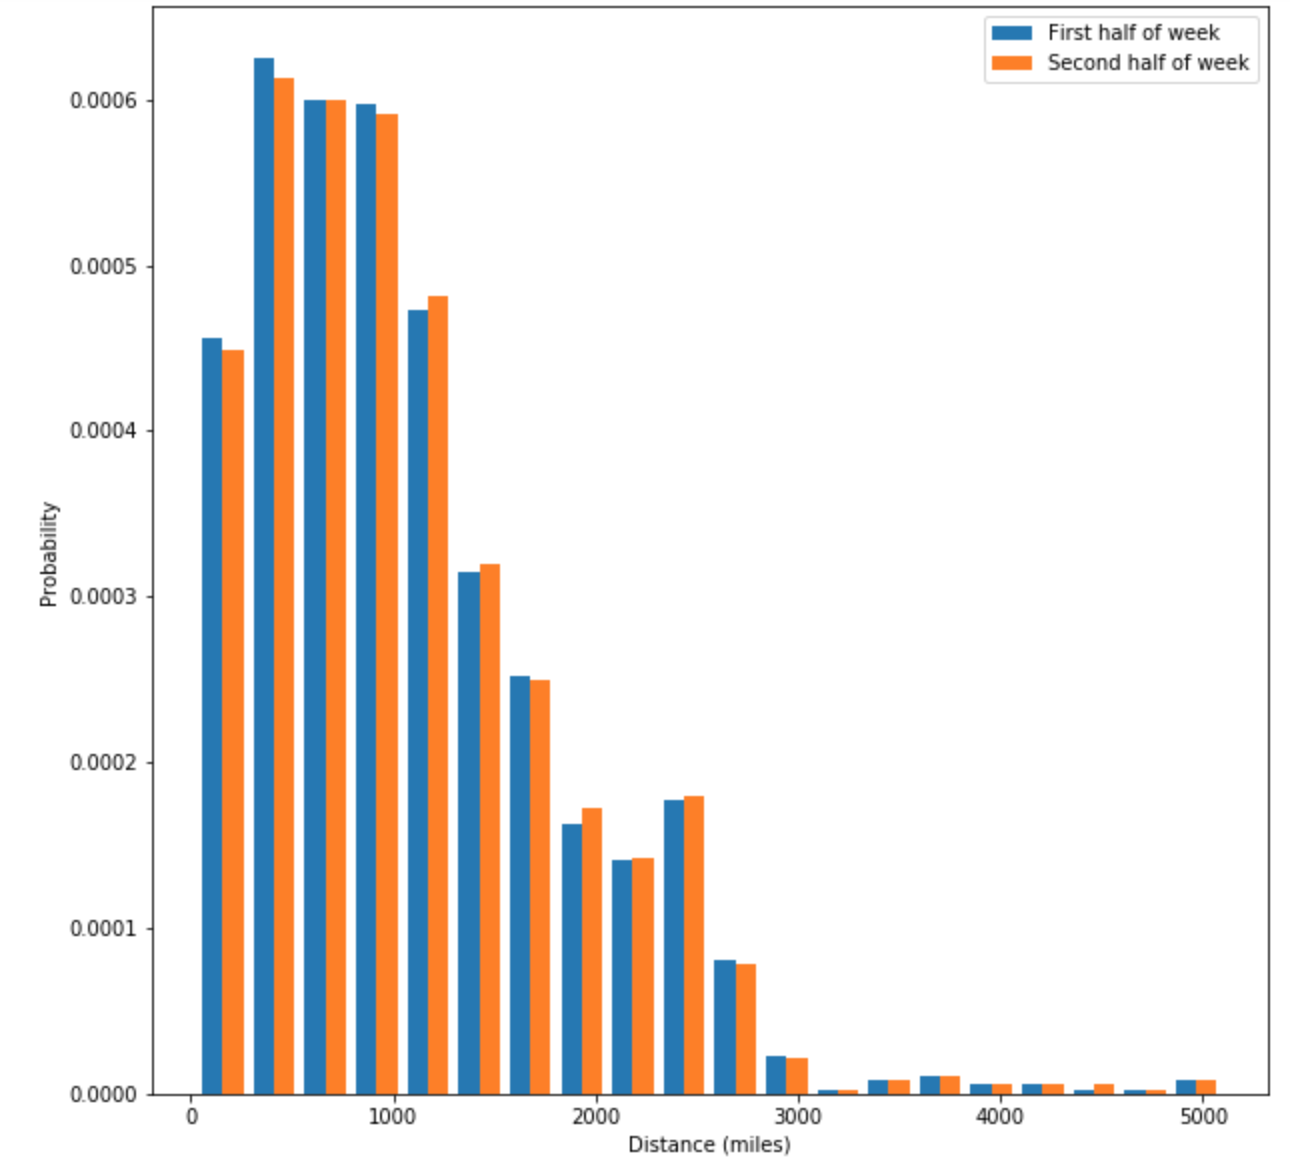 First half of week
Second half of week
0.0006
0.0005
0.0004
0.0003
0.0002
0.0001
0.0000
Probability
0 1000 2000 3000 4000 5000
Distance (miles)